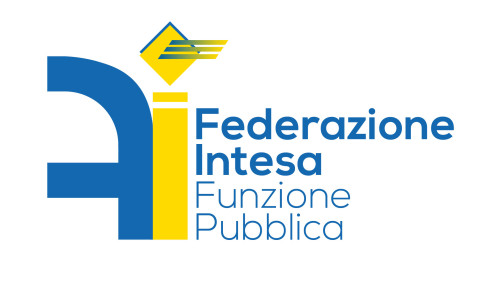 Federazione
Intesa
Funzione
Pubblica